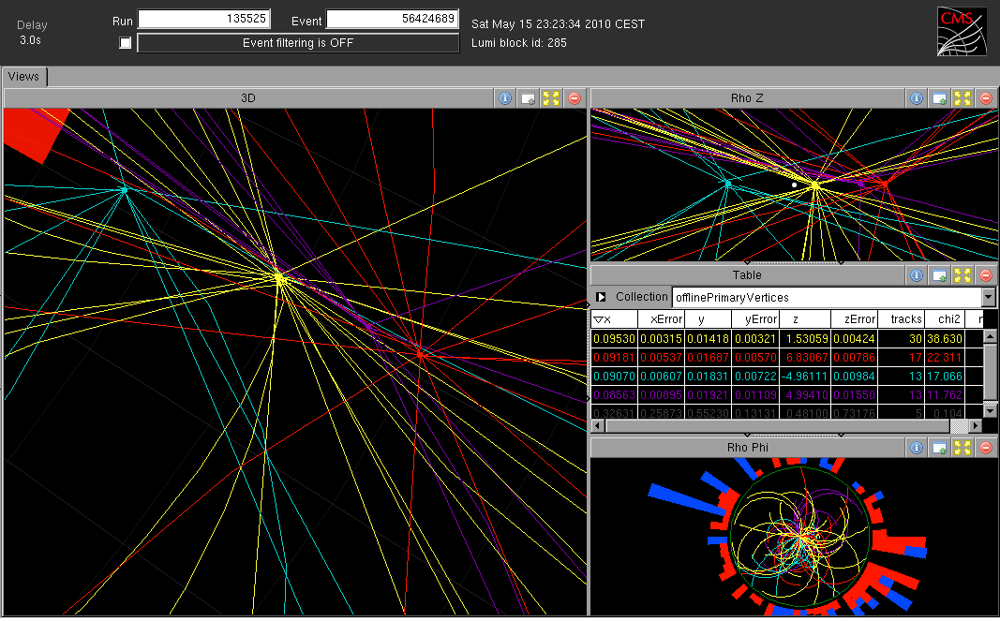 Delay
3.0s
Run 135525 Event 56424689
Event filtering is OFF
Sat May 15 23:23:34 2010 CEST
Lumi block id: 285
CMS
Views
3D
Rho Z
Table
Collection offlinePrimaryVertices
x xError y yError z zError tracks chi2
0.09530 0.00315 0.01418 0.00321 1.53059 0.00424 30 38.630
0.09181 0.00537 0.01687 0.00570 6.83067 0.00786 17 22.311
0.09070 0.00607 0.01831 0.00722 -4.96111 0.00984 13 17.066
0.08563 0.00895 0.01921 0.01109 4.99410 0.01550 13 11.762
0.32631 0.25873 0.55230 0.13131 0.48100 0.73176 5 0.104
Rho Phi